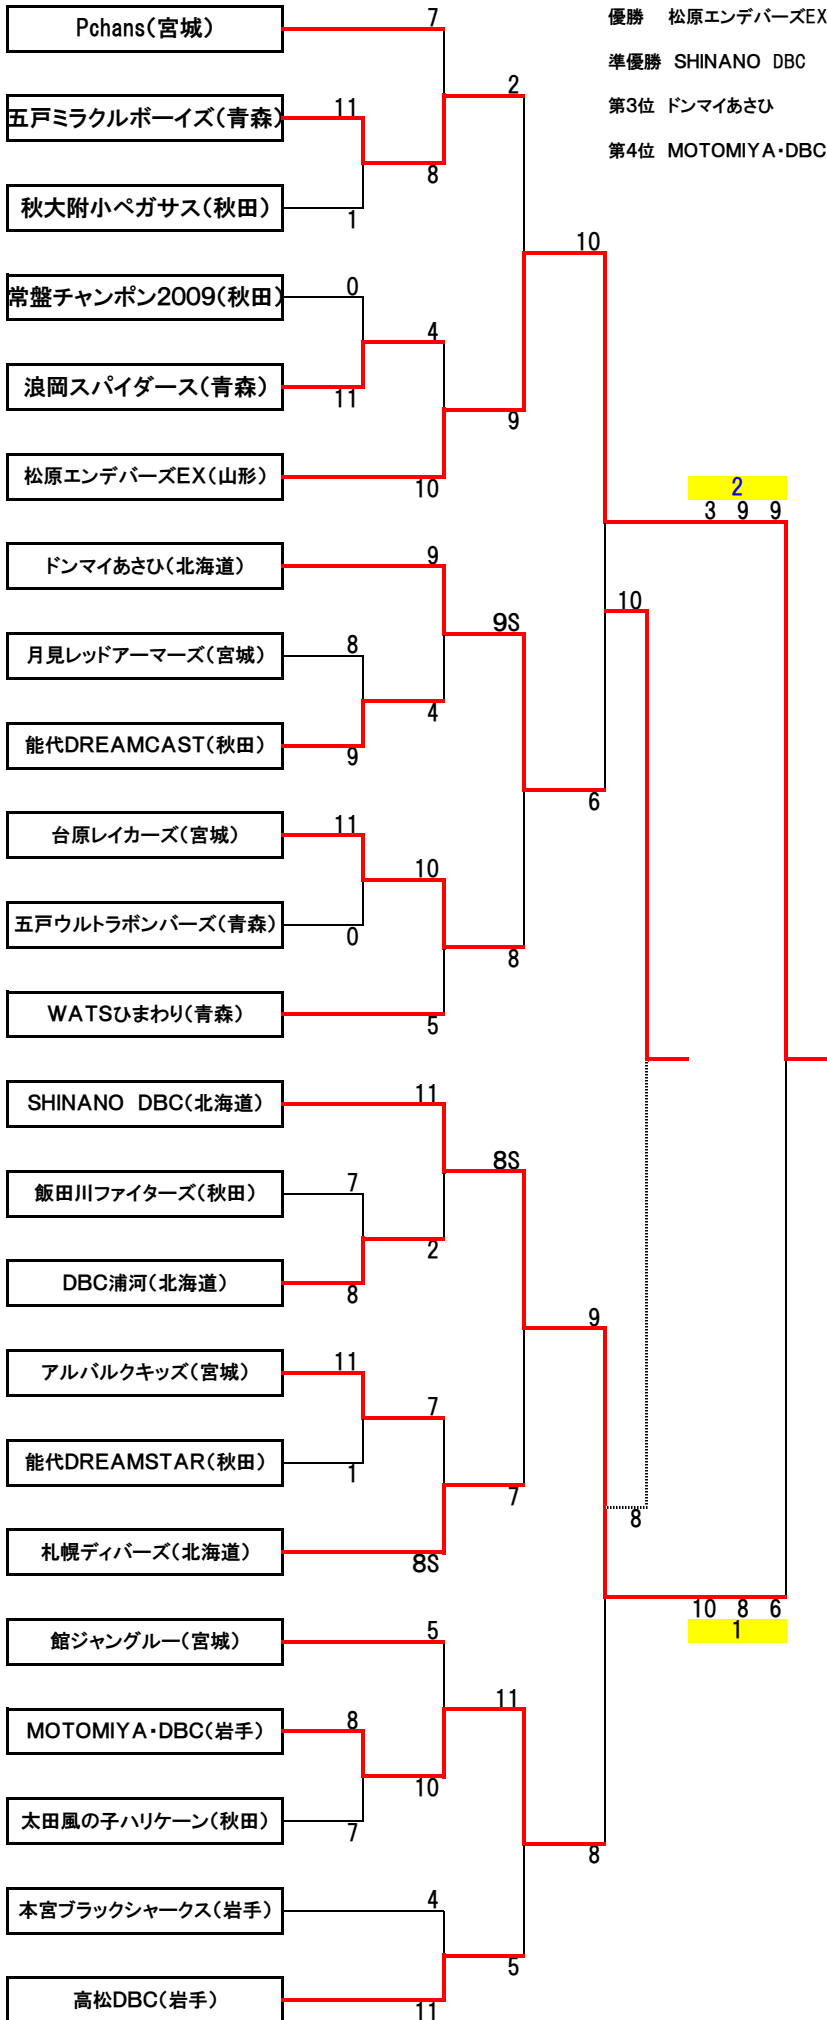 Pchans(宮城)
7
優勝 松原エンデバーズEX
準優勝 SHINANO DBC
第3位 ドンマイあさひ
第4位 MOTOMIYA・DBC
2
五戸ミラクルボーイズ(青森)
11
8
秋大附小ペガサス(秋田)
1
10
常盤チャンポン2009(秋田)
0
4
浪岡スパイダース(青森)
11
9
松原エンデバーズEX(山形)
10
2
3 9 9
ドンマイあさひ(北海道)
9
10
9S
月見レッドアーマーズ(宮城)
8
4
能代DREAMCAST(秋田)
9
6
台原レイカーズ(宮城)
11
10
五戸ウルトラボンバーズ(青森)
0
8
WATSひまわり(青森)
5
SHINANO DBC(北海道)
11
8S
飯田川ファイターズ(秋田)
7
2
DBC浦河(北海道)
8
9
アルバルクキッズ(宮城)
11
7
能代DREAMSTAR(秋田)
1
7
8
札幌ディバーズ(北海道)
8S
10 8 6
1
館ジャングルー(宮城)
5
11
MOTOMIYA・DBC(岩手)
8
10
太田風の子ハリケーン(秋田)
7
8
本宮ブラックシャークス(岩手)
4
5
高松DBC(岩手)
11